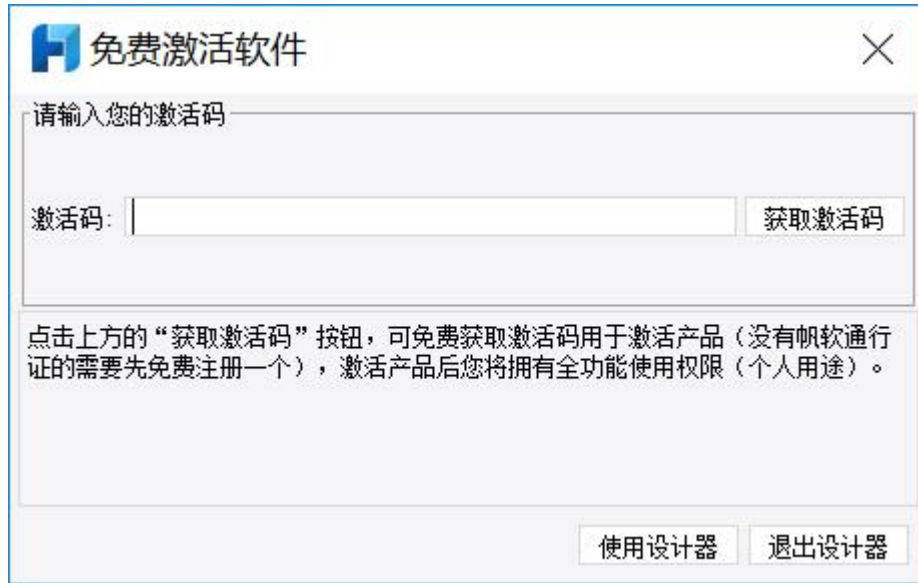 免费激活软件
请输入您的激活码
激活码:
获取激活码
点击上方的“获取激活码”按钮，可免费获取激活码用于激活产品（没有帆软通行
证的需要先免费注册一个），激活产品后您将拥有全功能使用权限（个人用途）。
使用设计器 退出设计器